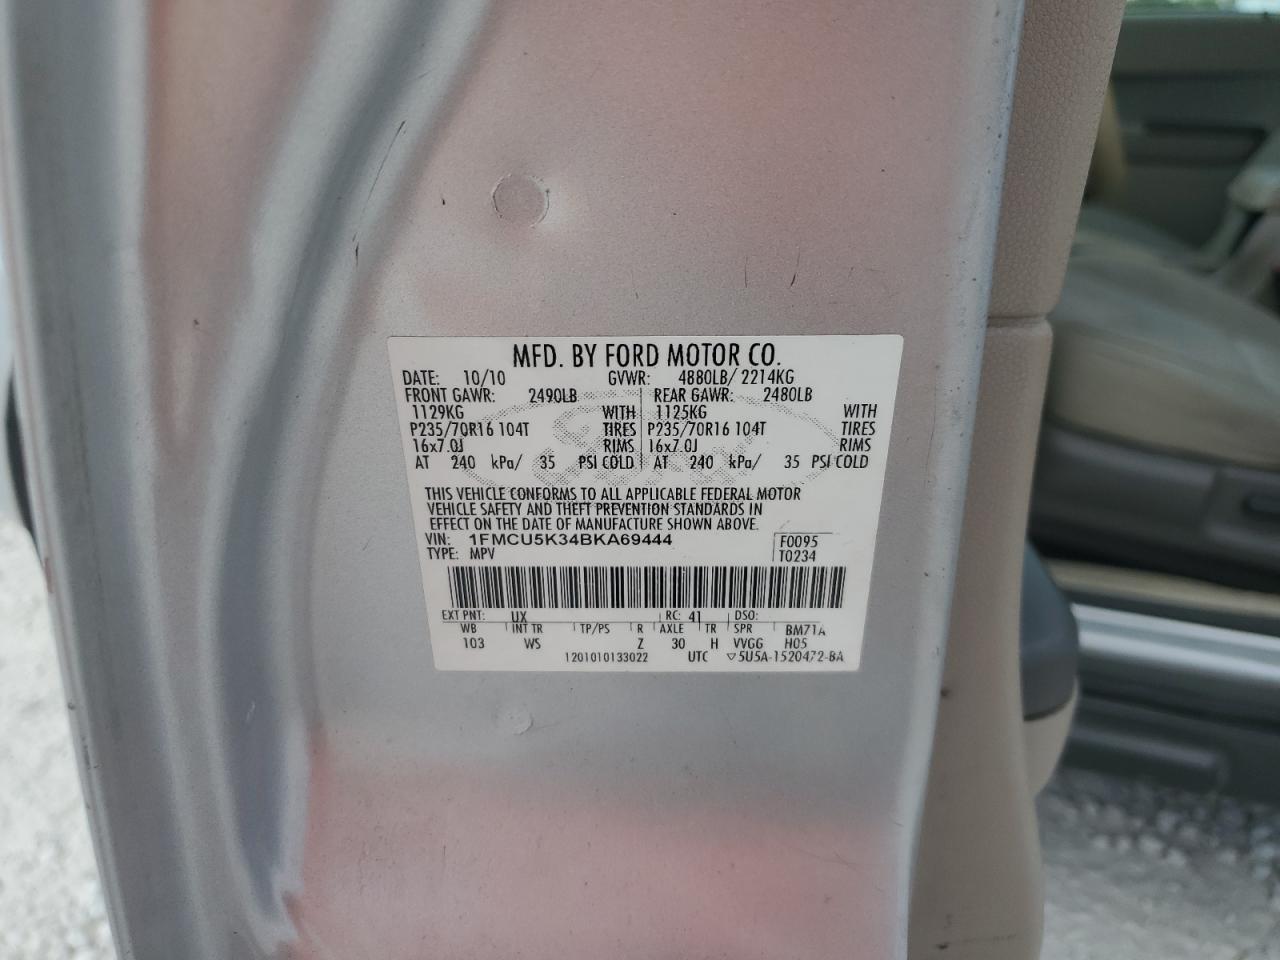 MFD. BY FORD MOTOR CO.
DATE: 10/10 GVWR: 4880LB/ 2214KG
FRONT GAWR: 2490LB REAR GAWR: 2480LB
1129KG WITH 1125KG WITH
P235/70R16 104T TIRES P235/70R16 104T TIRES
16x7.0J RIMS 16x7.0J RIMS
AT 240 kPa/ 35 PSI COLD AT 240 kPa/ 35 PSI COLD
THIS VEHICLE CONFORMS TO ALL APPLICABLE FEDERAL MOTOR
VEHICLE SAFETY AND THEFT PREVENTION STANDARDS IN
EFFECT ON THE DATE OF MANUFACTURE SHOWN ABOVE.
VIN: 1FMCU5K34BKA69444 F0095
TYPE: MPV T0234
EXT PNT: UX RC: 41 DSO:
WB INT TR TP/PS R AXLE TR SPR BM71A
103 WS Z 30 H VVGG H05
1201010133022 UTC ▽5U5A-1520472-BA